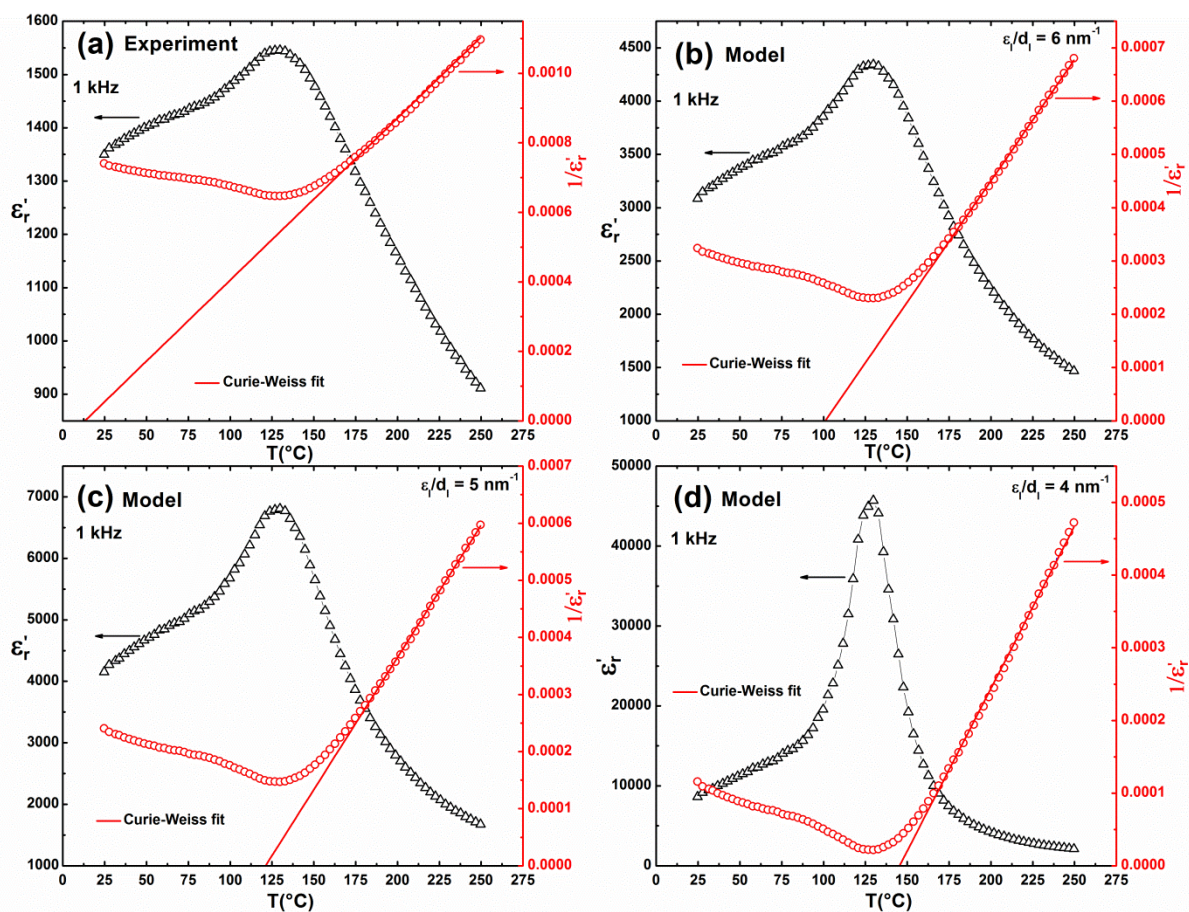 (a) Experiment
1 kHz
Curie-Weiss fit
1600
1500
1400
1300
1200
1100
1000
900
ε'r
0.0010
0.0008
0.0006
0.0004
0.0002
0.0000
1/ε'r
0 25 50 75 100 125 150 175 200 225 250 275
T(°C)
(b) Model
εl/dl = 6 nm-1
1 kHz
Curie-Weiss fit
4500
4000
3500
3000
2500
2000
1500
1000
ε'r
0.0007
0.0006
0.0005
0.0004
0.0003
0.0002
0.0001
0.0000
1/ε'r
0 25 50 75 100 125 150 175 200 225 250 275
T(°C)
(c) Model
εl/dl = 5 nm-1
1 kHz
Curie-Weiss fit
7000
6000
5000
4000
3000
2000
1000
ε'r
0.0007
0.0006
0.0005
0.0004
0.0003
0.0002
0.0001
0.0000
1/ε'r
0 25 50 75 100 125 150 175 200 225 250 275
T(°C)
(d) Model
εl/dl = 4 nm-1
1 kHz
Curie-Weiss fit
50000
40000
30000
20000
10000
0
ε'r
0.0005
0.0004
0.0003
0.0002
0.0001
0.0000
1/ε'r
0 25 50 75 100 125 150 175 200 225 250 275
T(°C)